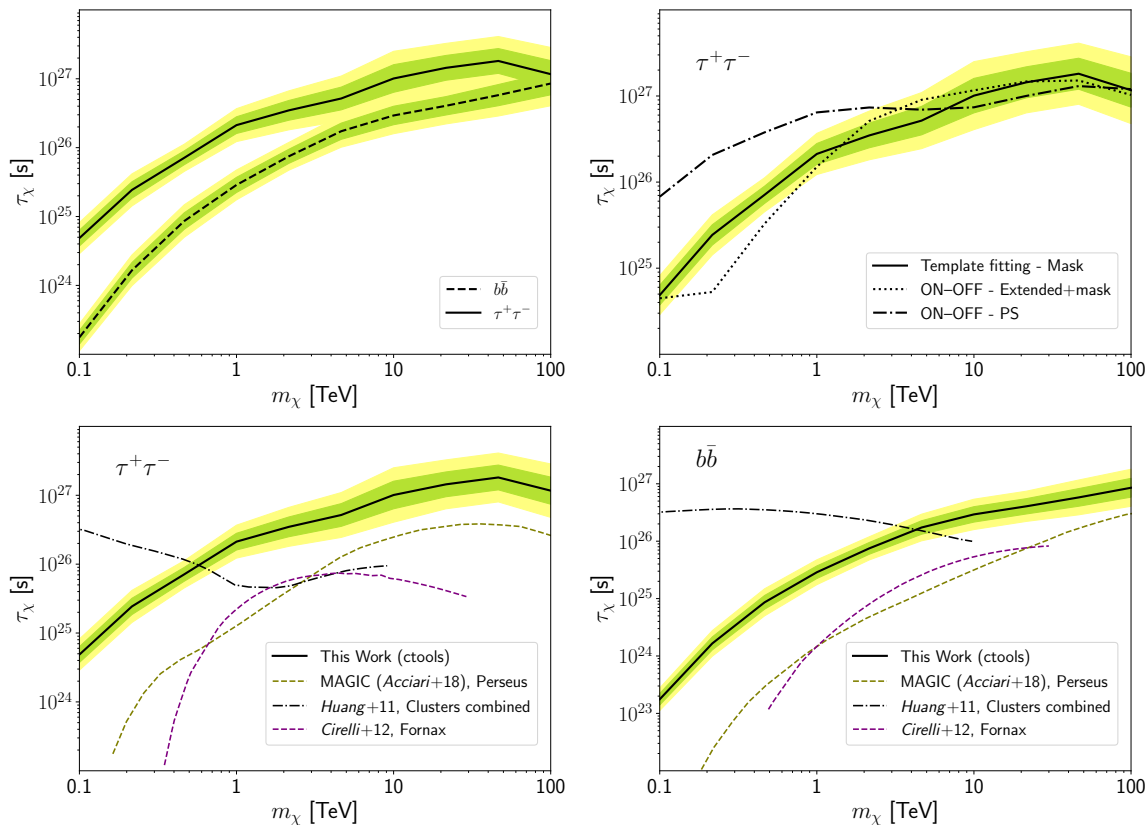 10^27
10^26
10^25
10^24
τ_χ [s]
0.1 1 10 100
m_χ [TeV]
b b̄
τ⁺τ⁻
τ⁺τ⁻
10^27
10^26
10^25
τ_χ [s]
0.1 1 10 100
m_χ [TeV]
Template fitting - Mask
ON–OFF - Extended+mask
ON–OFF - PS
τ⁺τ⁻
10^27
10^26
10^25
10^24
τ_χ [s]
0.1 1 10 100
m_χ [TeV]
This Work (ctools)
MAGIC (Acciari+18), Perseus
Huang+11, Clusters combined
Cirelli+12, Fornax
b b̄
10^27
10^26
10^25
10^24
10^23
τ_χ [s]
0.1 1 10 100
m_χ [TeV]
This Work (ctools)
MAGIC (Acciari+18), Perseus
Huang+11, Clusters combined
Cirelli+12, Fornax